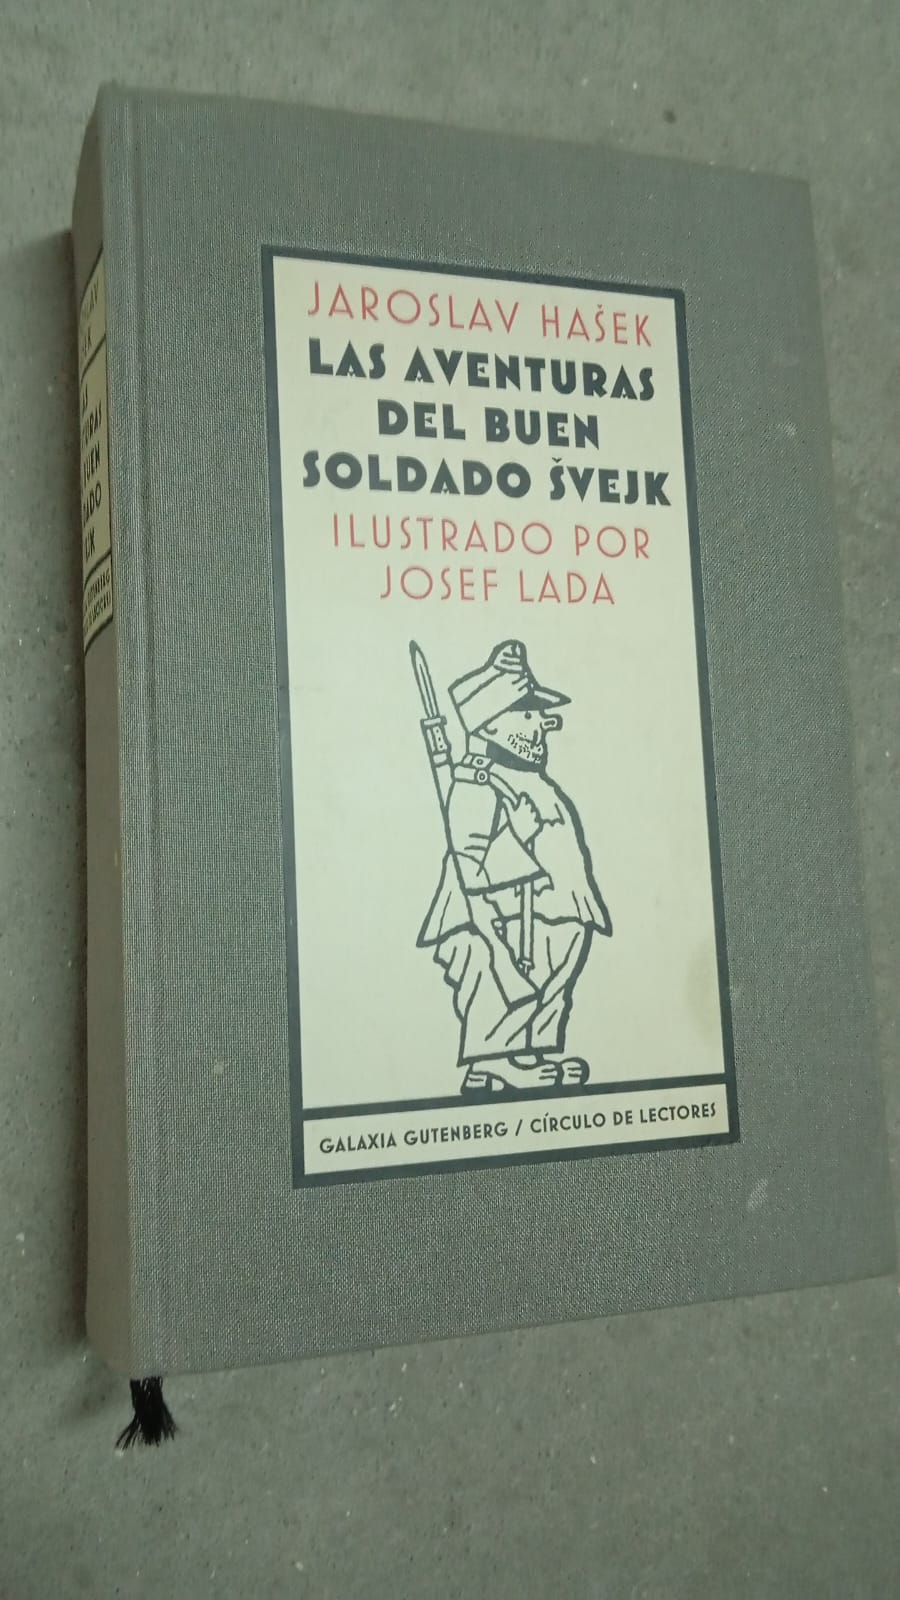 JAROSLAV HAŠEK
LAS AVENTURAS
DEL BUEN
SOLDADO ŠVEJK
ILUSTRADO POR
JOSEF LADA
GALAXIA GUTENBERG / CÍRCULO DE LECTORES